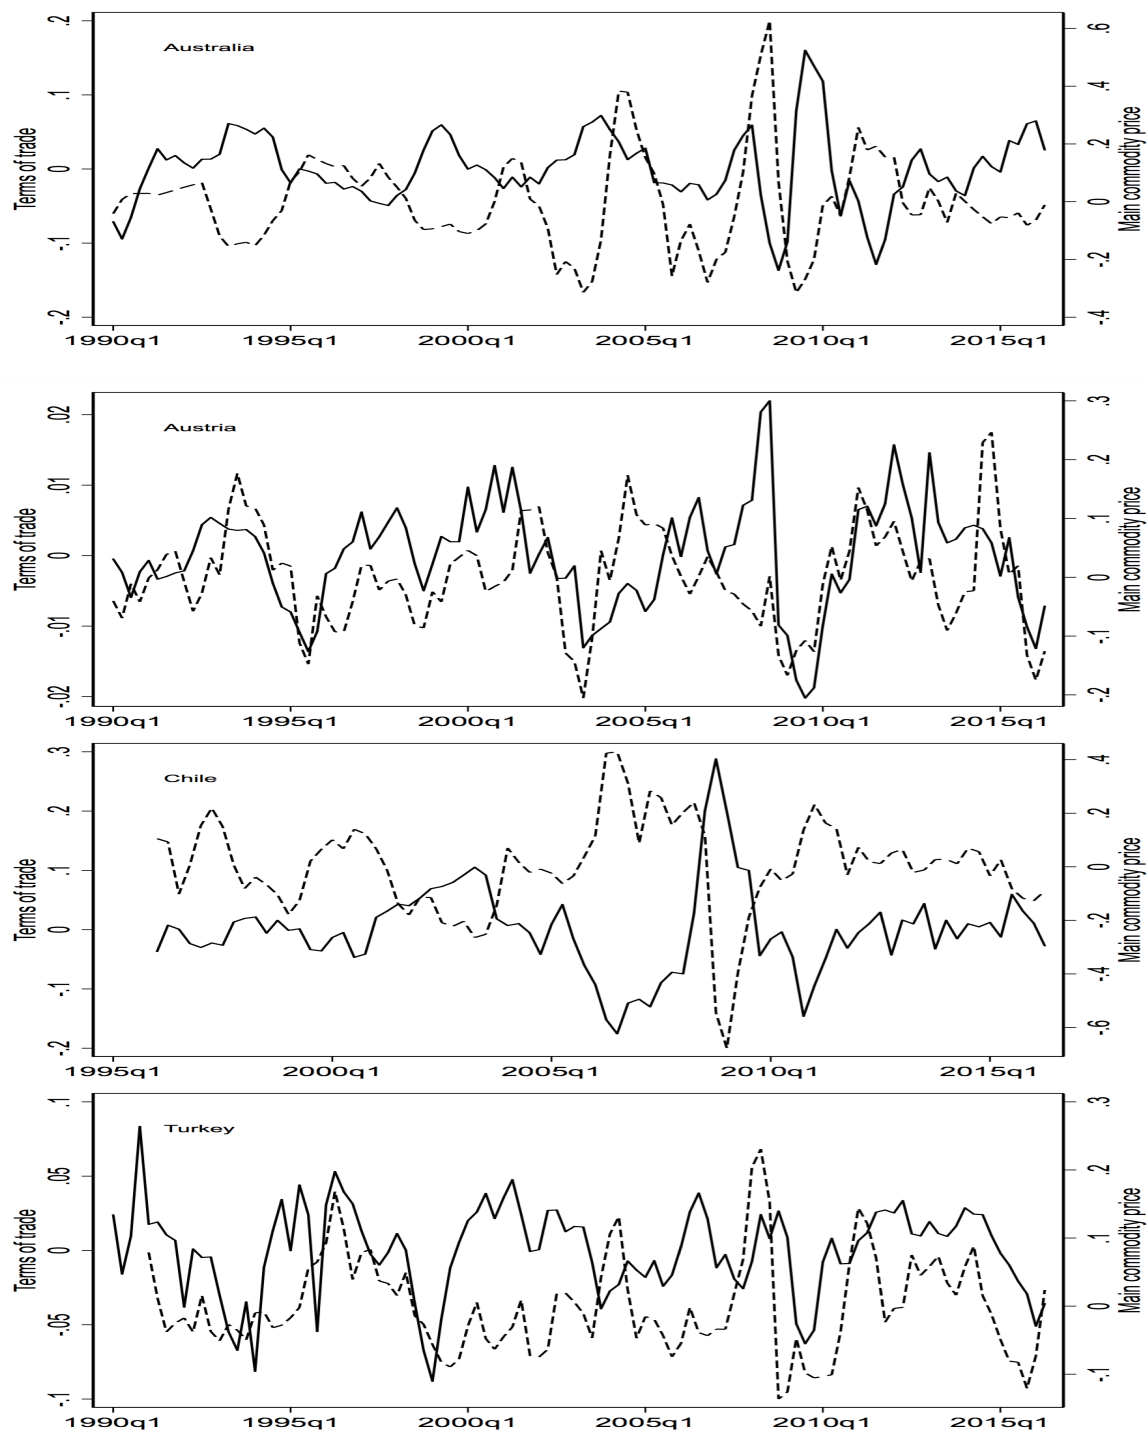 Australia
Terms of trade
.2
.1
0
-.1
-.2
Main commodity price
.6
.4
.2
0
-.2
-.4
1990q1 1995q1 2000q1 2005q1 2010q1 2015q1
Austria
Terms of trade
.02
.01
0
-.01
-.02
Main commodity price
.3
.2
.1
0
-.1
-.2
1990q1 1995q1 2000q1 2005q1 2010q1 2015q1
Chile
Terms of trade
.3
.2
.1
0
-.1
-.2
Main commodity price
.4
.2
0
-.2
-.4
-.6
1995q1 2000q1 2005q1 2010q1 2015q1
Turkey
Terms of trade
.1
.05
0
-.05
-.1
Main commodity price
.3
.2
.1
0
-.1
1990q1 1995q1 2000q1 2005q1 2010q1 2015q1